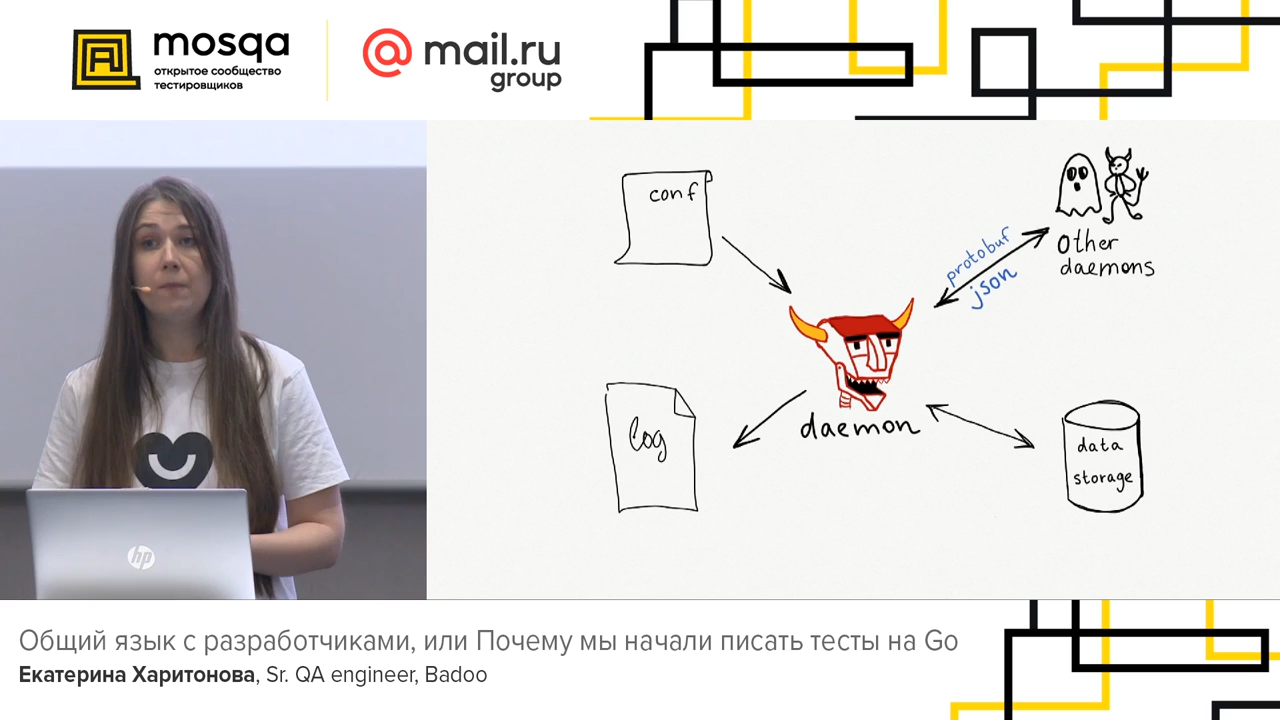 mosqa
открытое сообщество
тестировщиков
@mail.ru
group
conf
protobuf
json
Other
daemons
log
daemon
data
storage
hp
Общий язык с разработчиками, или Почему мы начали писать тесты на Go
Екатерина Харитонова, Sr. QA engineer, Badoo